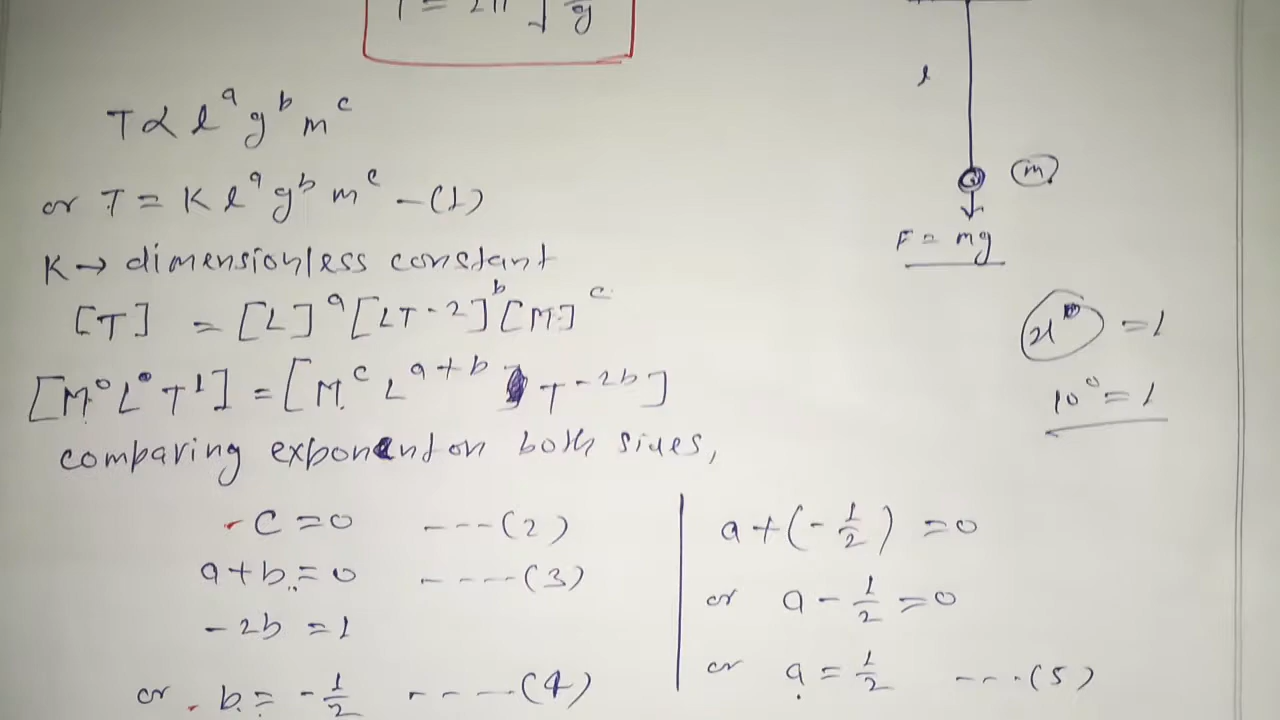 T = 2π √ l/g
T ∝ l^a g^b m^c
or T = K l^a g^b m^c - (1)
K → dimensionless constant
[T] = [L]^a [LT-2]^b [M]^c
[M^0 L^0 T^1] = [M^c L^a+b T^-2b]
comparing exponent on both sides,
c = 0 ---(2)
a+b = 0 ----(3)
-2b = 1
or b = -1/2 ----(4)
a+(-1/2) = 0
or a - 1/2 = 0
or a = 1/2 ---(5)
l
m
F = mg
= 1
10^0 = 1